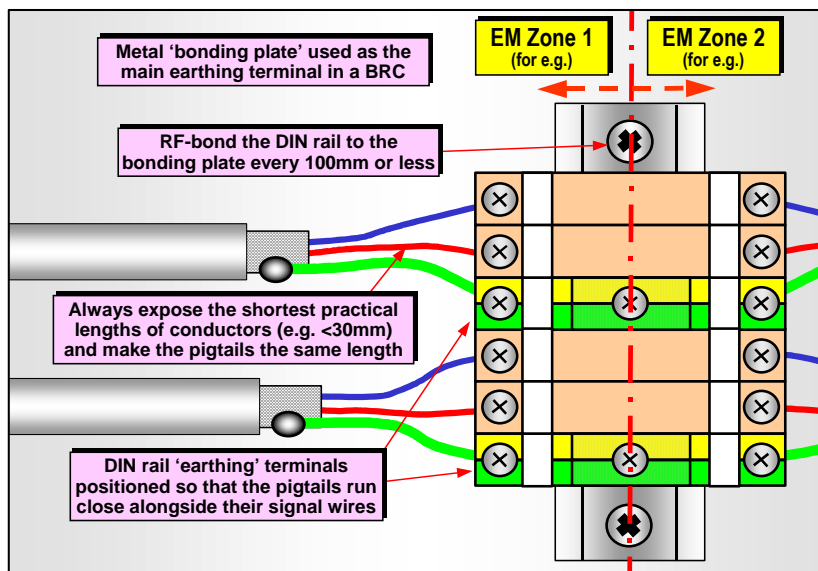 Metal ‘bonding plate’ used as the
main earthing terminal in a BRC
EM Zone 1
(for e.g.)
EM Zone 2
(for e.g.)
RF-bond the DIN rail to the
bonding plate every 100mm or less
Always expose the shortest practical
lengths of conductors (e.g. <30mm)
and make the pigtails the same length
DIN rail ‘earthing’ terminals
positioned so that the pigtails run
close alongside their signal wires